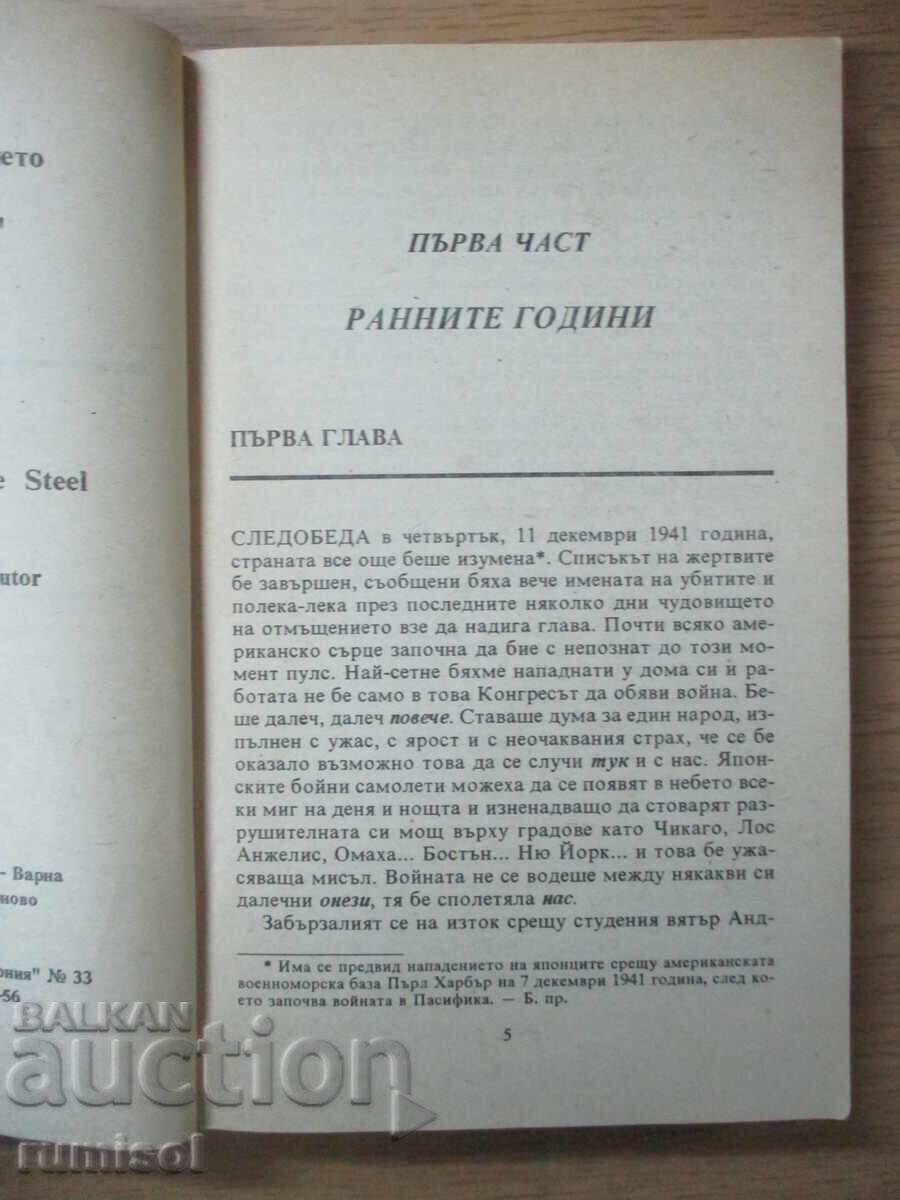 ето
e Steel
utor
- Варна
ново
ония" № 33
-56
ПЪРВА ЧАСТ
РАННИТЕ ГОДИНИ
ПЪРВА ГЛАВА
СЛЕДОБЕДА в четвъртък, 11 декември 1941 година,
страната все още беше изумена*. Списъкът на жертвите
бе завършен, съобщени бяха вече имената на убитите и
полека-лека през последните няколко дни чудовището
на отмъщението взе да надига глава. Почти всяко аме-
риканско сърце започна да бие с непознат до този мо-
мент пулс. Най-сетне бяхме нападнати у дома си и ра-
ботата не бе само в това Конгресът да обяви война. Бе-
ше далеч, далеч повече. Ставаше дума за един народ, из-
пълнен с ужас, с ярост и с неочаквания страх, че се бе
оказало възможно това да се случи тук и с нас. Япон-
ските бойни самолети можеха да се появят в небето все-
ки миг на деня и нощта и изненадващо да стоварят раз-
рушителната си мощ върху градове като Чикаго, Лос
Анжелис, Омаха... Бостън... Ню Йорк... и това бе ужа-
сяваща мисъл. Войната не се водеше между някакви си
далечни онези, тя бе сполетяла нас.
Забързалият се на изток срещу студения вятър Анд-
* Има се предвид нападението на японците срещу американската
военноморска база Пърл Харбър на 7 декември 1941 година, след ко-
ето започва войната в Пасифика. — Б. пр.
5
BALKAN
auction
rumisol